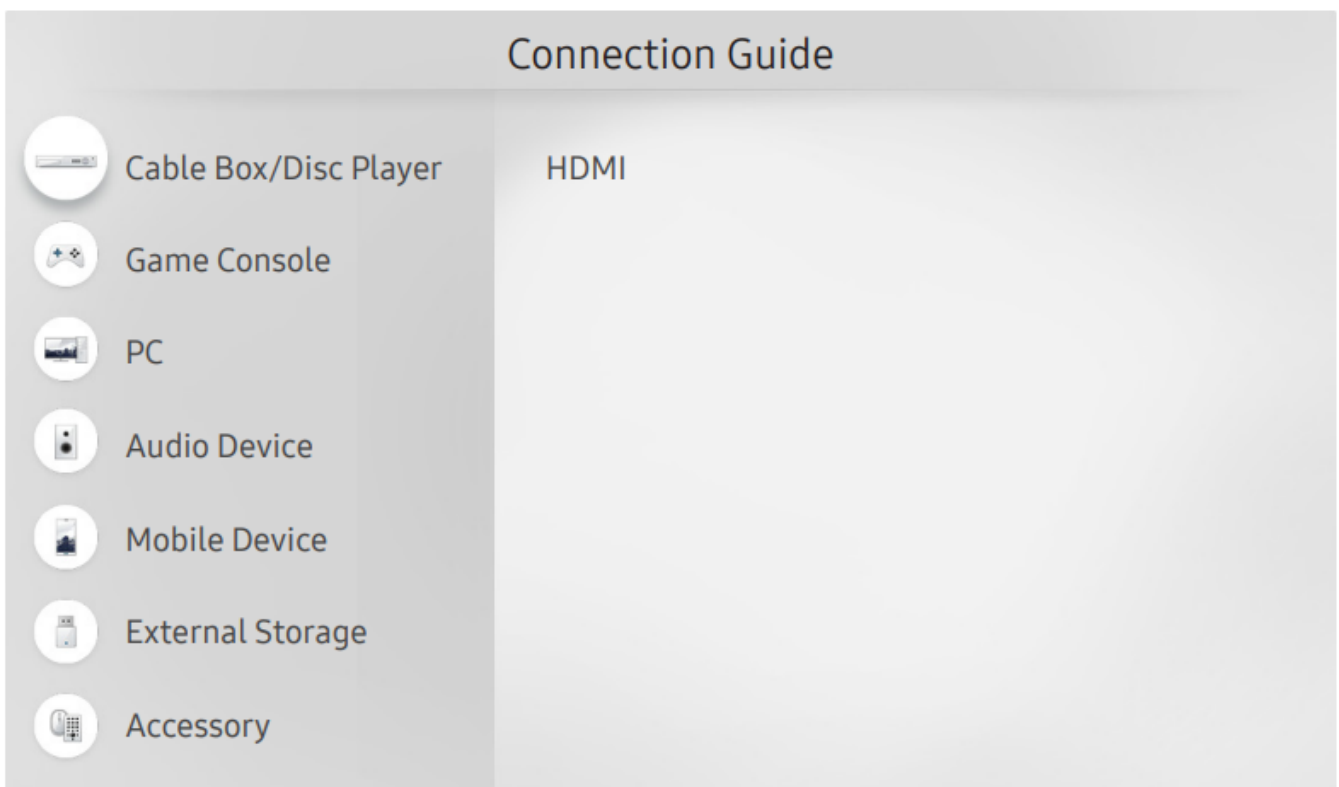 Connection Guide
Cable Box/Disc Player
HDMI
Game Console
PC
Audio Device
Mobile Device
External Storage
Accessory